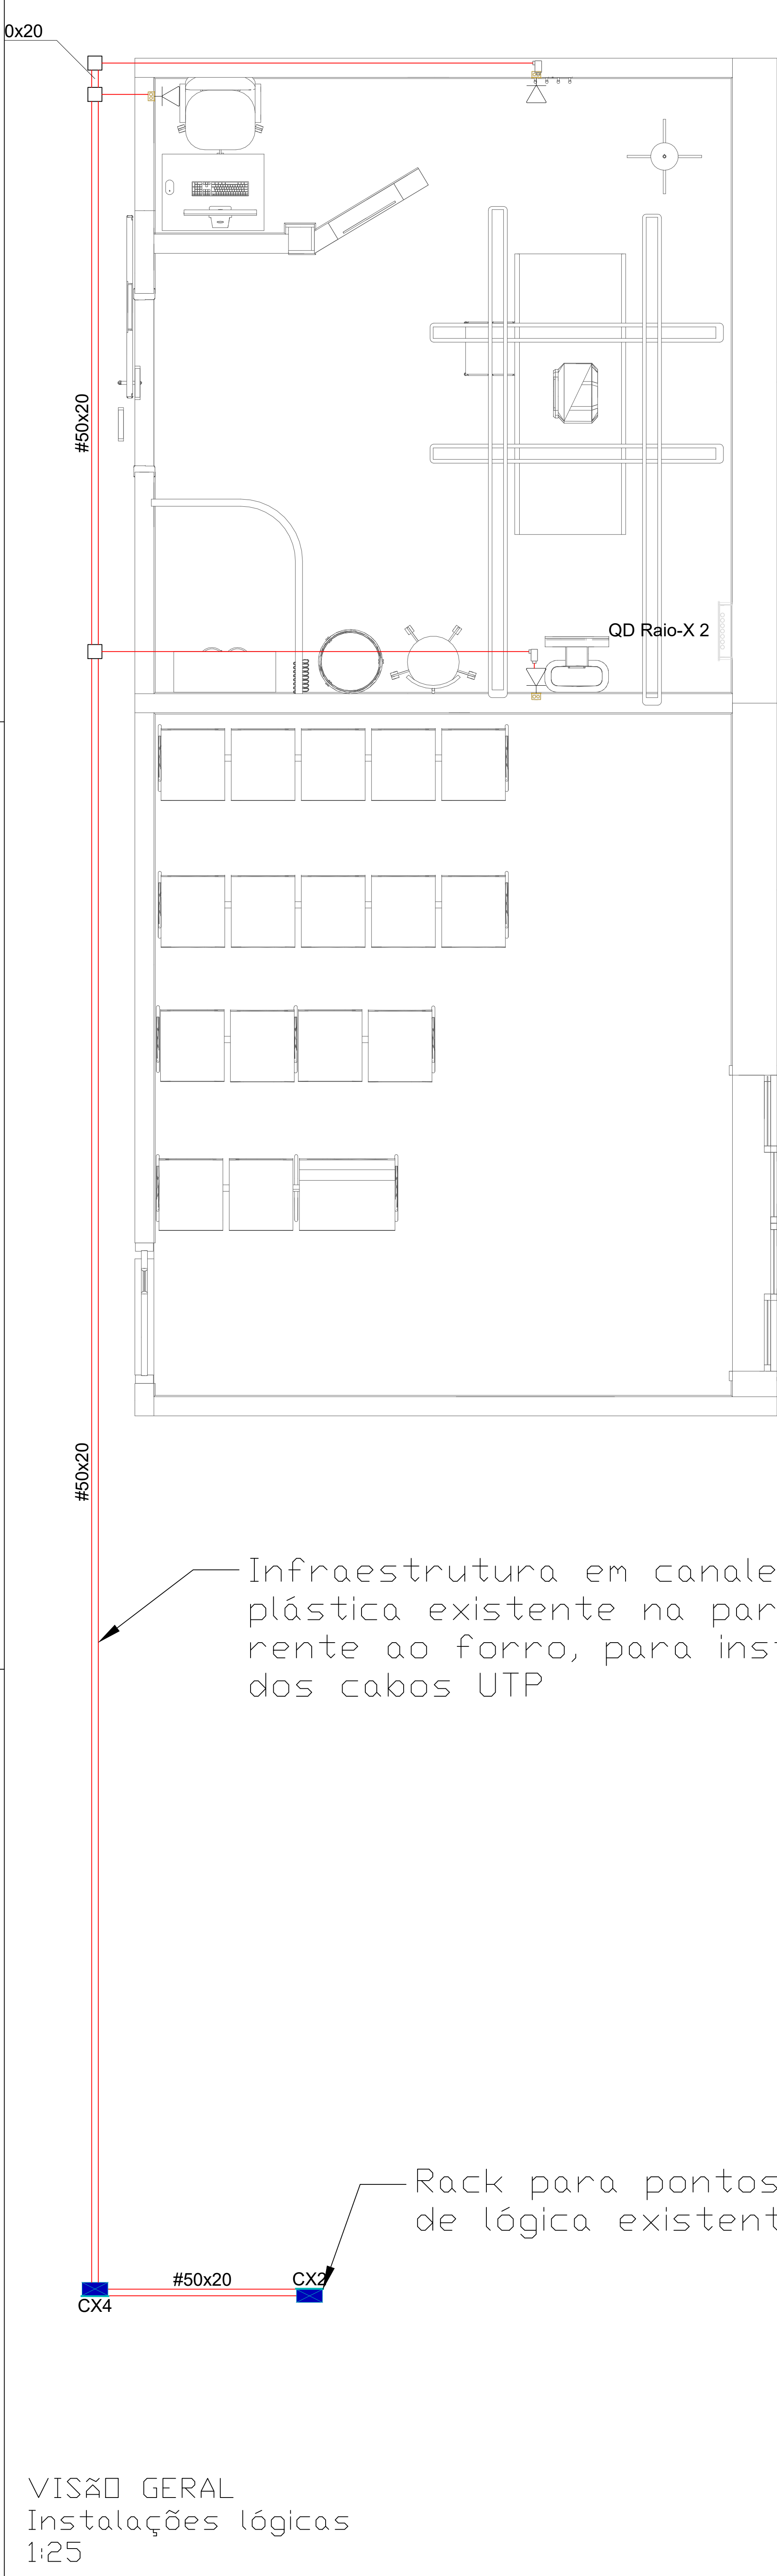 0x20
#50x20
QD Raio-X 2
#50x20
Infraestrutura em canale
plástica existente na par
rente ao forro, para inst
dos cabos UTP
Rack para pontos
de lógica existent
#50x20
CX2
CX4
VISÃO GERAL
Instalações lógicas
1:25